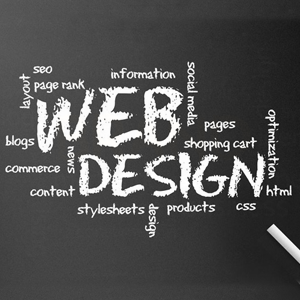 seo
information
page rank
layout
social media
WEB
pages
optimization
blogs
shopping cart
news
commerce
DESIGN
content
html
stylesheets
design
products
css